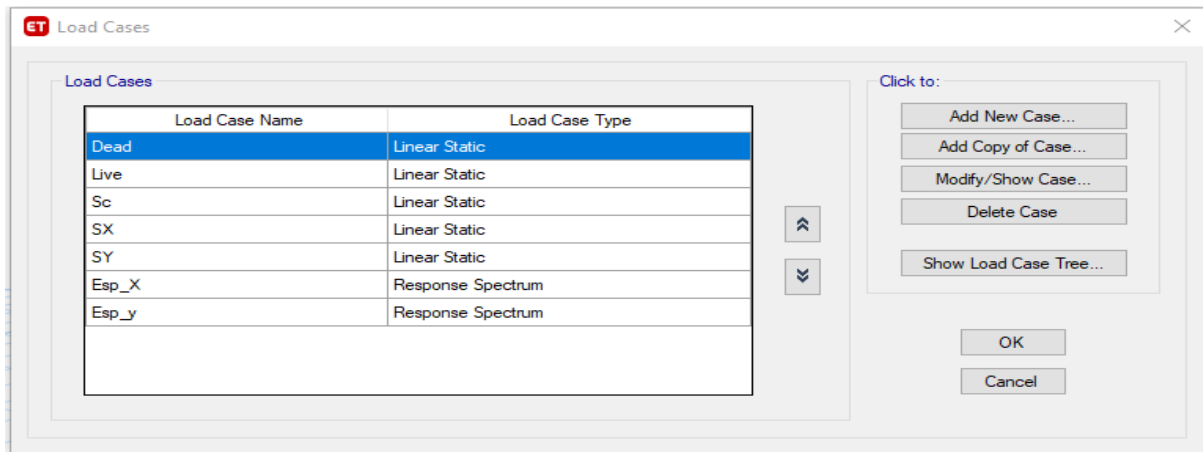 ET Load Cases
Load Cases
Click to:
Load Case Name Load Case Type
Dead Linear Static
Live Linear Static
Sc Linear Static
SX Linear Static
SY Linear Static
Esp_X Response Spectrum
Esp_y Response Spectrum
Add New Case...
Add Copy of Case...
Modify/Show Case...
Delete Case
Show Load Case Tree...
OK
Cancel